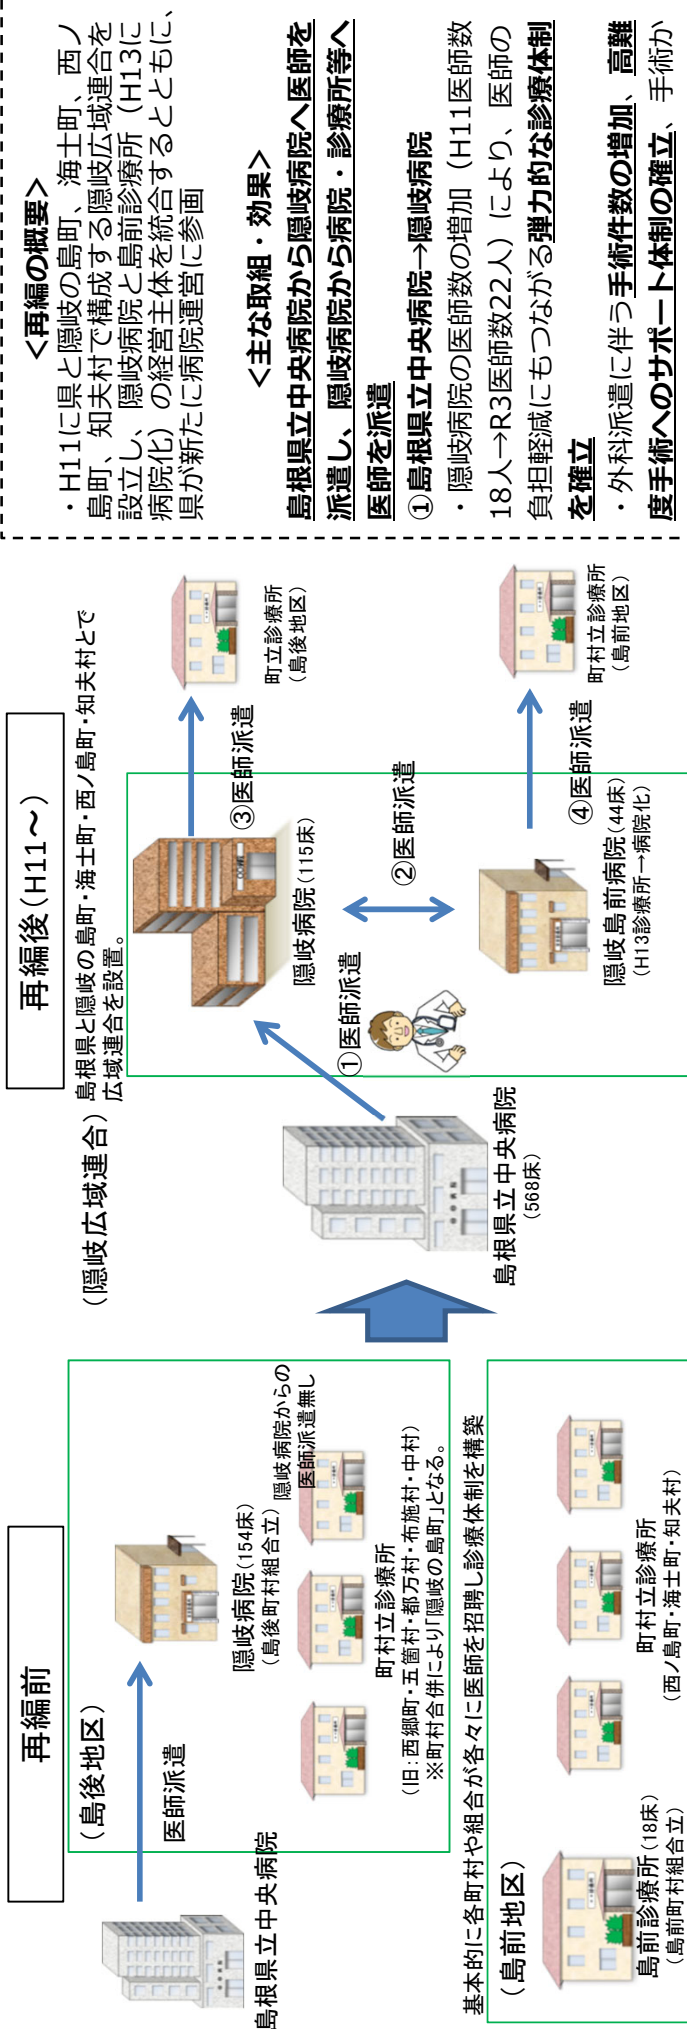 再編前
(島後地区)
島根県立中央病院
医師派遣
隠岐病院(154床)
(島後町村組合立)
隠岐病院からの
医師派遣無し
町村立診療所
(旧:西郷町・五箇村・都万村・布施村・中村)
※町村合併により「隠岐の島町」となる。
基本的に各町村や組合が各々に医師を招聘し診療体制を構築
(島前地区)
島前診療所(18床)
(島前町村組合立)
町村立診療所
(西ノ島町・海士町・知夫村)
再編後(H11～)
(隠岐広域連合)
島根県と隠岐の島町・海士町・西ノ島町・知夫村とで
広域連合を設置。
島根県立中央病院
(568床)
①医師派遣
隠岐病院(115床)
②医師派遣
隠岐島前病院(44床)
(H13診療所→病院化)
③医師派遣
町立診療所
(島後地区)
④医師派遣
町村立診療所
(島前地区)
<再編の概要>
・H11に県と隠岐の島町、海士町、西ノ
島町、知夫村で構成する隠岐広域連合を
設立し、隠岐病院と島前診療所(H13に
病院化)の経営主体を統合するとともに、
県が新たに病院運営に参画
<主な取組・効果>
島根県立中央病院から隠岐病院へ医師を
派遣し、隠岐病院から病院・診療所等へ
医師を派遣
①島根県立中央病院→隠岐病院
・隠岐病院の医師数の増加(H11医師数
18人→R3医師数22人)により、医師の
負担軽減にもつながる弾力的な診療体制
を確立
・外科派遣に伴う手術件数の増加、高難
度手術へのサポート体制の確立、手術か